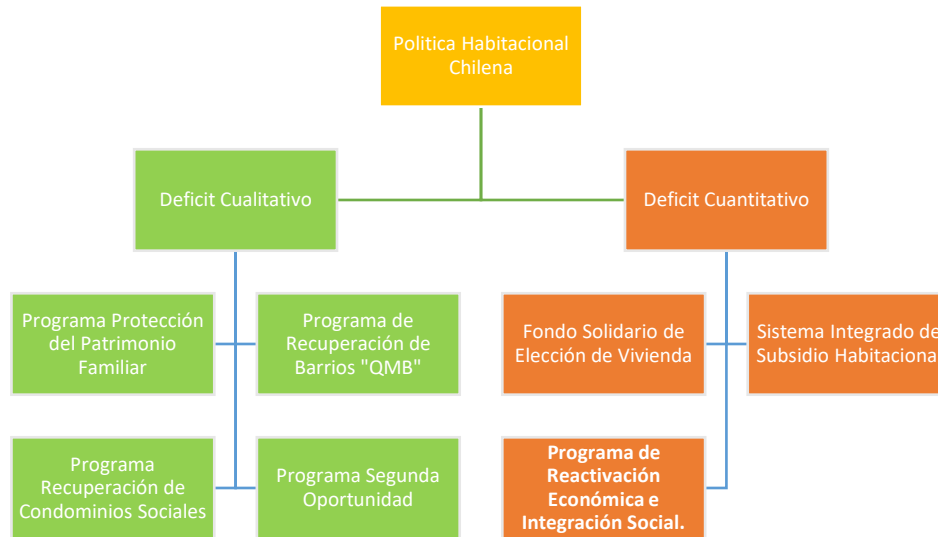 Politica Habitacional
Chilena
Deficit Cualitativo
Deficit Cuantitativo
Programa Protección
del Patrimonio
Familiar
Programa de
Recuperación de
Barrios "QMB"
Fondo Solidario de
Elección de Vivienda
Sistema Integrado de
Subsidio Habitaciona
Programa
Recuperación de
Condominios Sociales
Programa Segunda
Oportunidad
Programa de
Reactivación
Económica e
Integración Social.